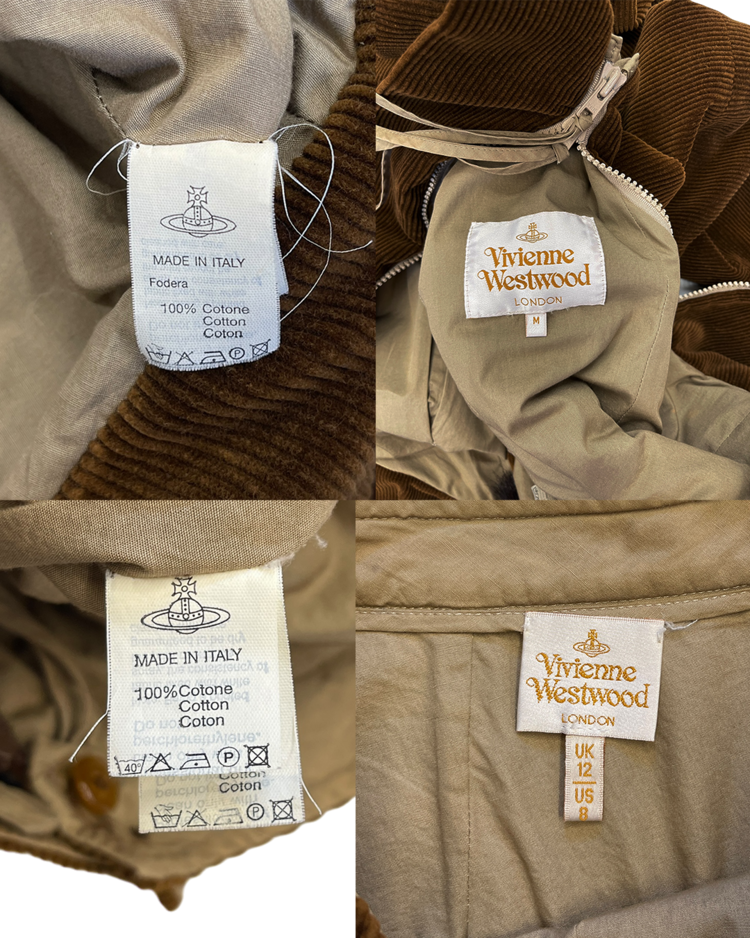 MADE IN ITALY
Fodera
100% Cotone
Cotton
Coton
P
Vivienne
Westwood
LONDON
M
MADE IN ITALY
100% Cotone
Cotton
Coton
40°
P
Cotton
Coton
P
Vivienne
Westwood
LONDON
UK
12
US
8